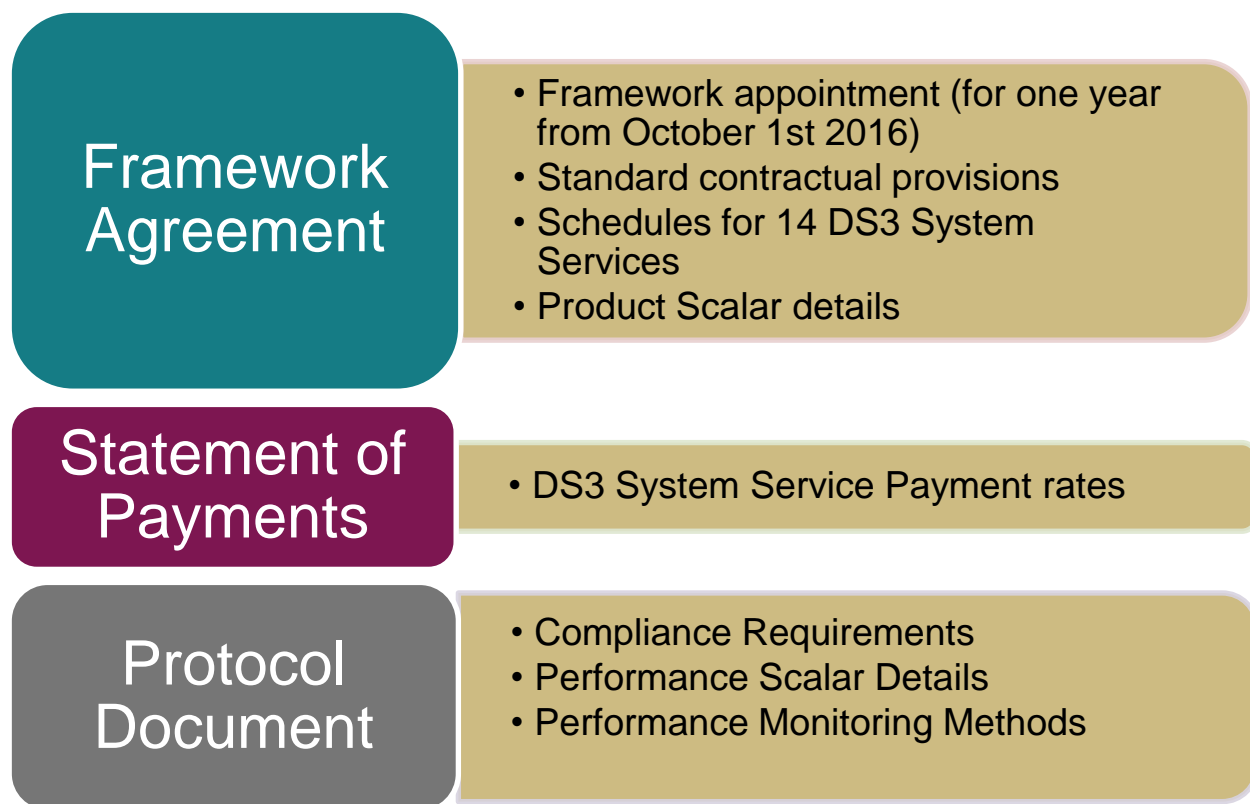 Framework
Agreement
• Framework appointment (for one year
from October 1st 2016)
• Standard contractual provisions
• Schedules for 14 DS3 System
Services
• Product Scalar details
Statement of
Payments
• DS3 System Service Payment rates
Protocol
Document
• Compliance Requirements
• Performance Scalar Details
• Performance Monitoring Methods